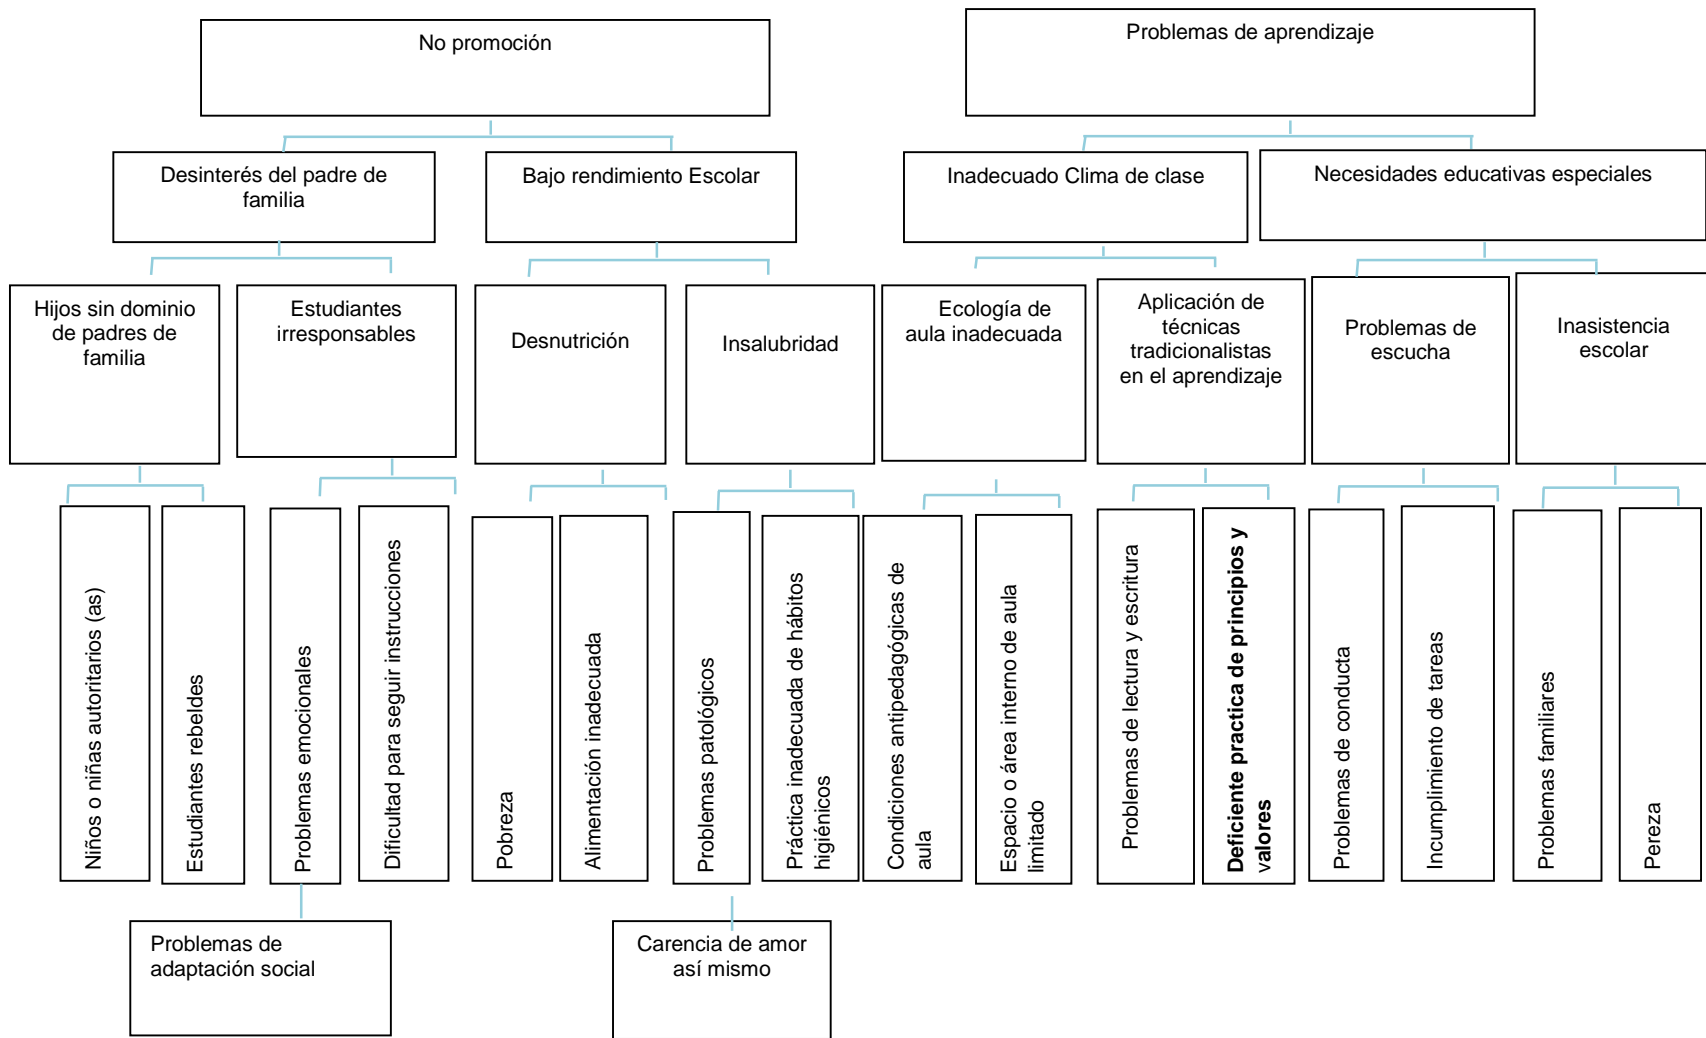 No promoción
Problemas de aprendizaje
Desinterés del padre de
familia
Bajo rendimiento Escolar
Inadecuado Clima de clase
Necesidades educativas especiales
Hijos sin dominio
de padres de
familia
Estudiantes
irresponsables
Desnutrición
Insalubridad
Ecología de
aula inadecuada
Aplicación de
técnicas
tradicionalistas
en el aprendizaje
Problemas de
escucha
Inasistencia
escolar
Niños o niñas autoritarios (as)
Estudiantes rebeldes
Problemas emocionales
Dificultad para seguir instrucciones
Pobreza
Alimentación inadecuada
Problemas patológicos
Práctica inadecuada de hábitos
higiénicos
Condiciones antipedagógicas de
aula
Espacio o área interno de aula
limitado
Problemas de lectura y escritura
Deficiente practica de principios y
valores
Problemas de conducta
Incumplimiento de tareas
Problemas familiares
Pereza
Problemas de
adaptación social
Carencia de amor
así mismo